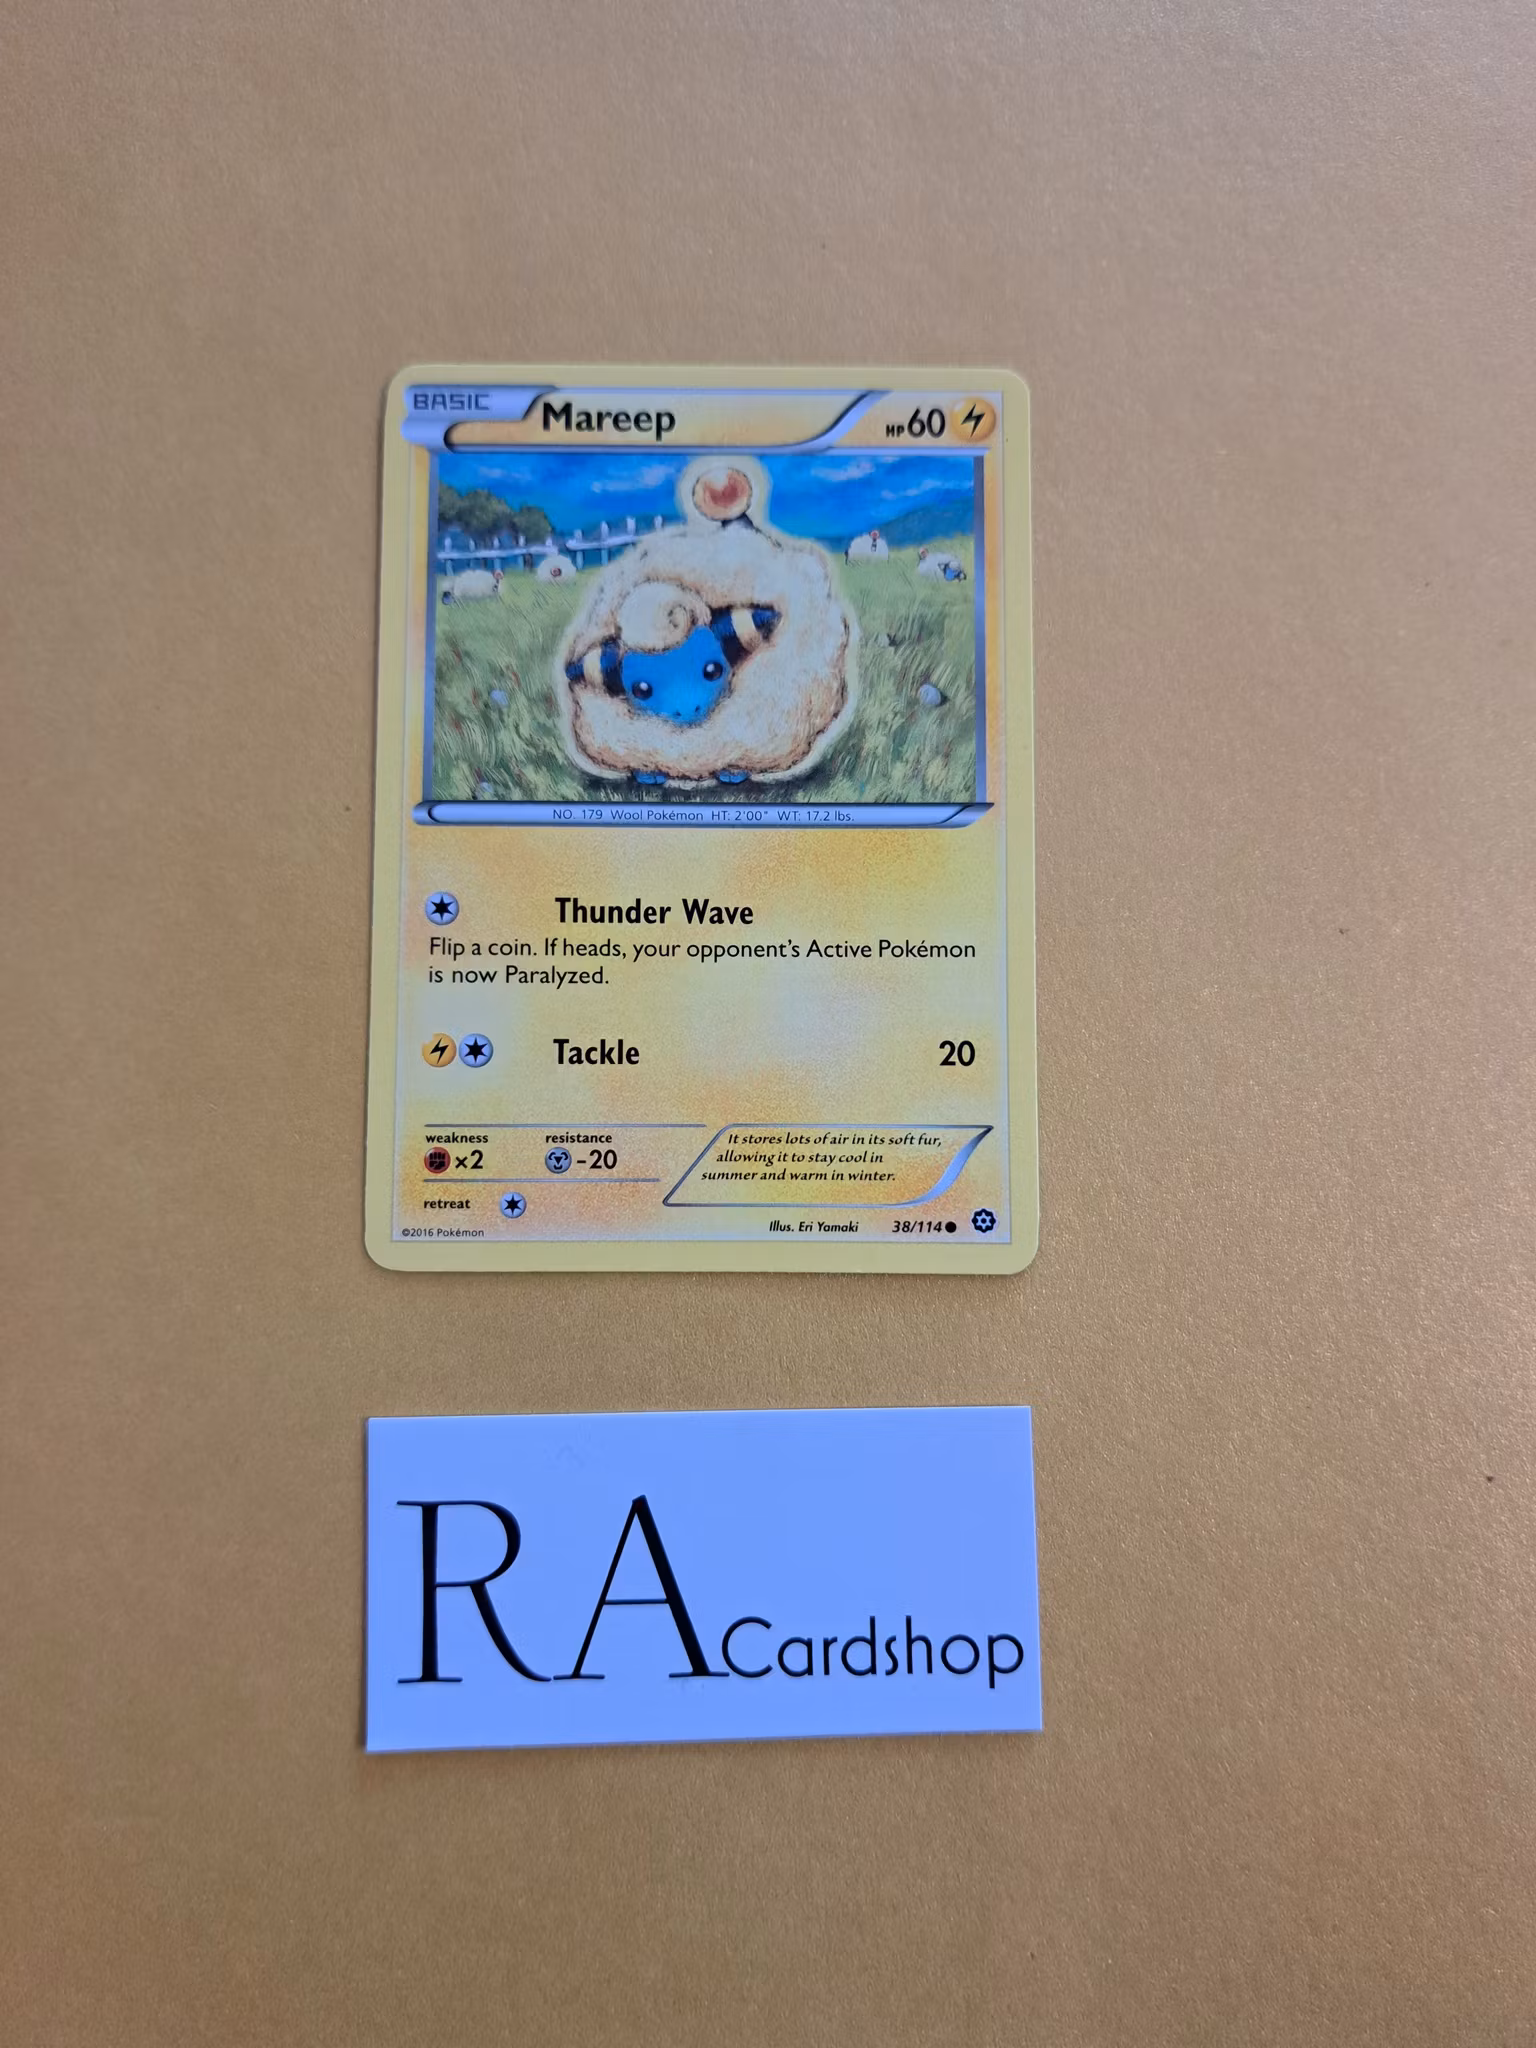 BASIC Mareep HP60
NO. 179 Wool Pokémon HT: 2'00" WT: 17.2 lbs.
Thunder Wave
Flip a coin. If heads, your opponent's Active Pokémon
is now Paralyzed.
Tackle 20
weakness resistance
×2 -20
retreat
It stores lots of air in its soft fur,
allowing it to stay cool in
summer and warm in winter.
©2016 Pokémon Illus. Eri Yamaki 38/114
RA Cardshop